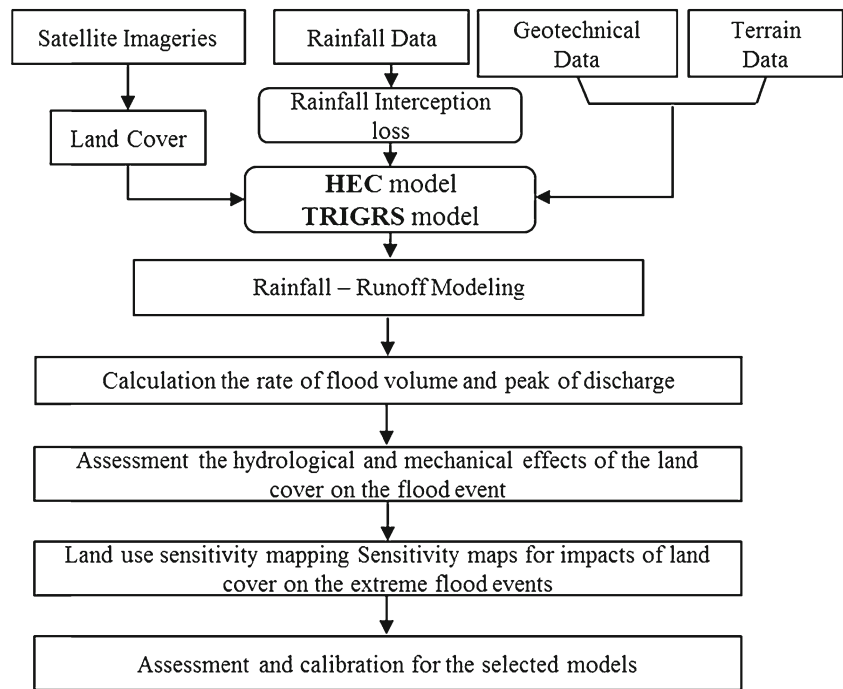 Satellite Imageries
Rainfall Data
Geotechnical
Data
Terrain
Data
Rainfall Interception
loss
Land Cover
HEC model
TRIGRS model
Rainfall – Runoff Modeling
Calculation the rate of flood volume and peak of discharge
Assessment the hydrological and mechanical effects of the land
cover on the flood event
Land use sensitivity mapping Sensitivity maps for impacts of land
cover on the extreme flood events
Assessment and calibration for the selected models